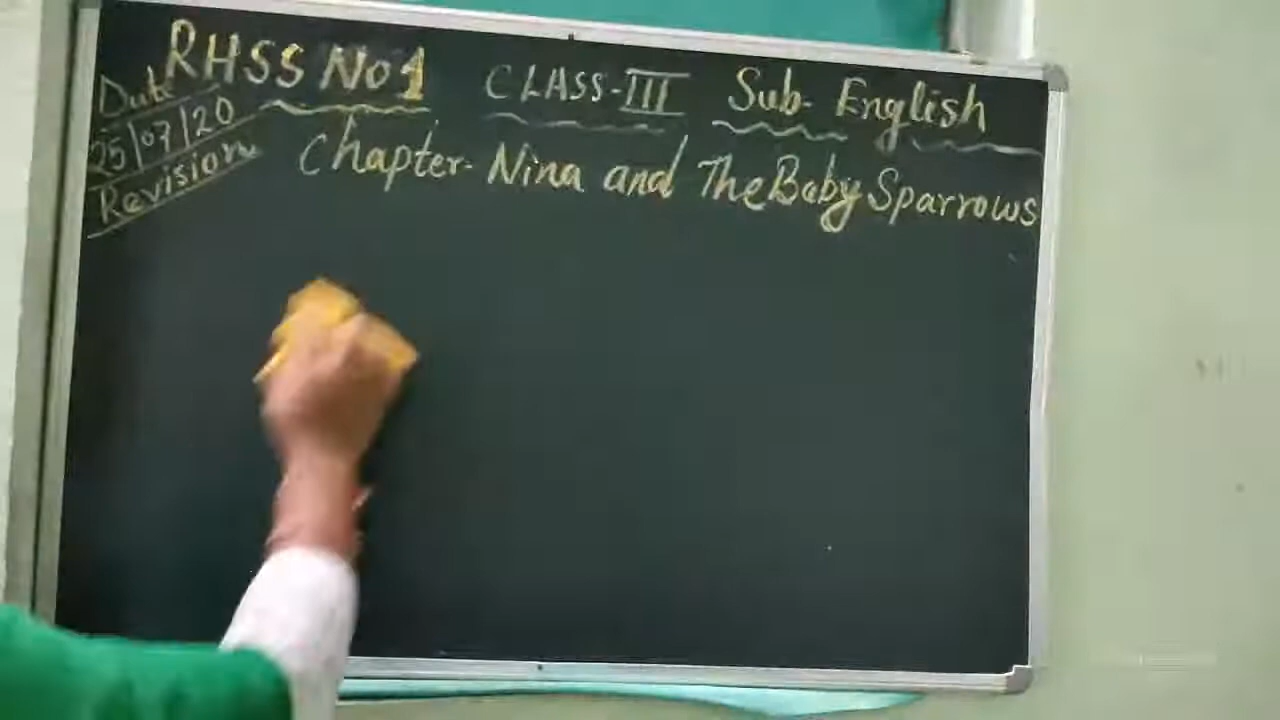 RHSS No 1 CLASS-III Sub- English
Date
25/07/20
Revision
Chapter- Nina and The Baby Sparrows